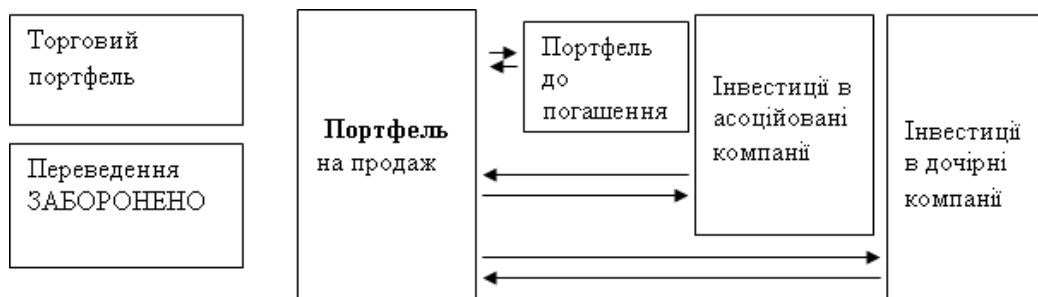 Торговий
портфель
Переведення
ЗАБОРОНЕНО
Портфель
на продаж
Портфель
до
погашення
Інвестиції в
асоційовані
компанії
Інвестиції
в дочірні
компанії